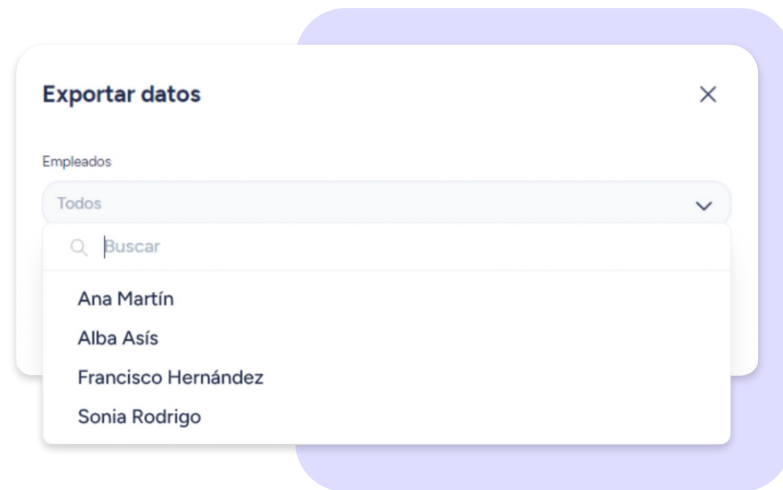 Exportar datos
Empleados
Todos
Buscar
Ana Martín
Alba Asís
Francisco Hernández
Sonia Rodrigo